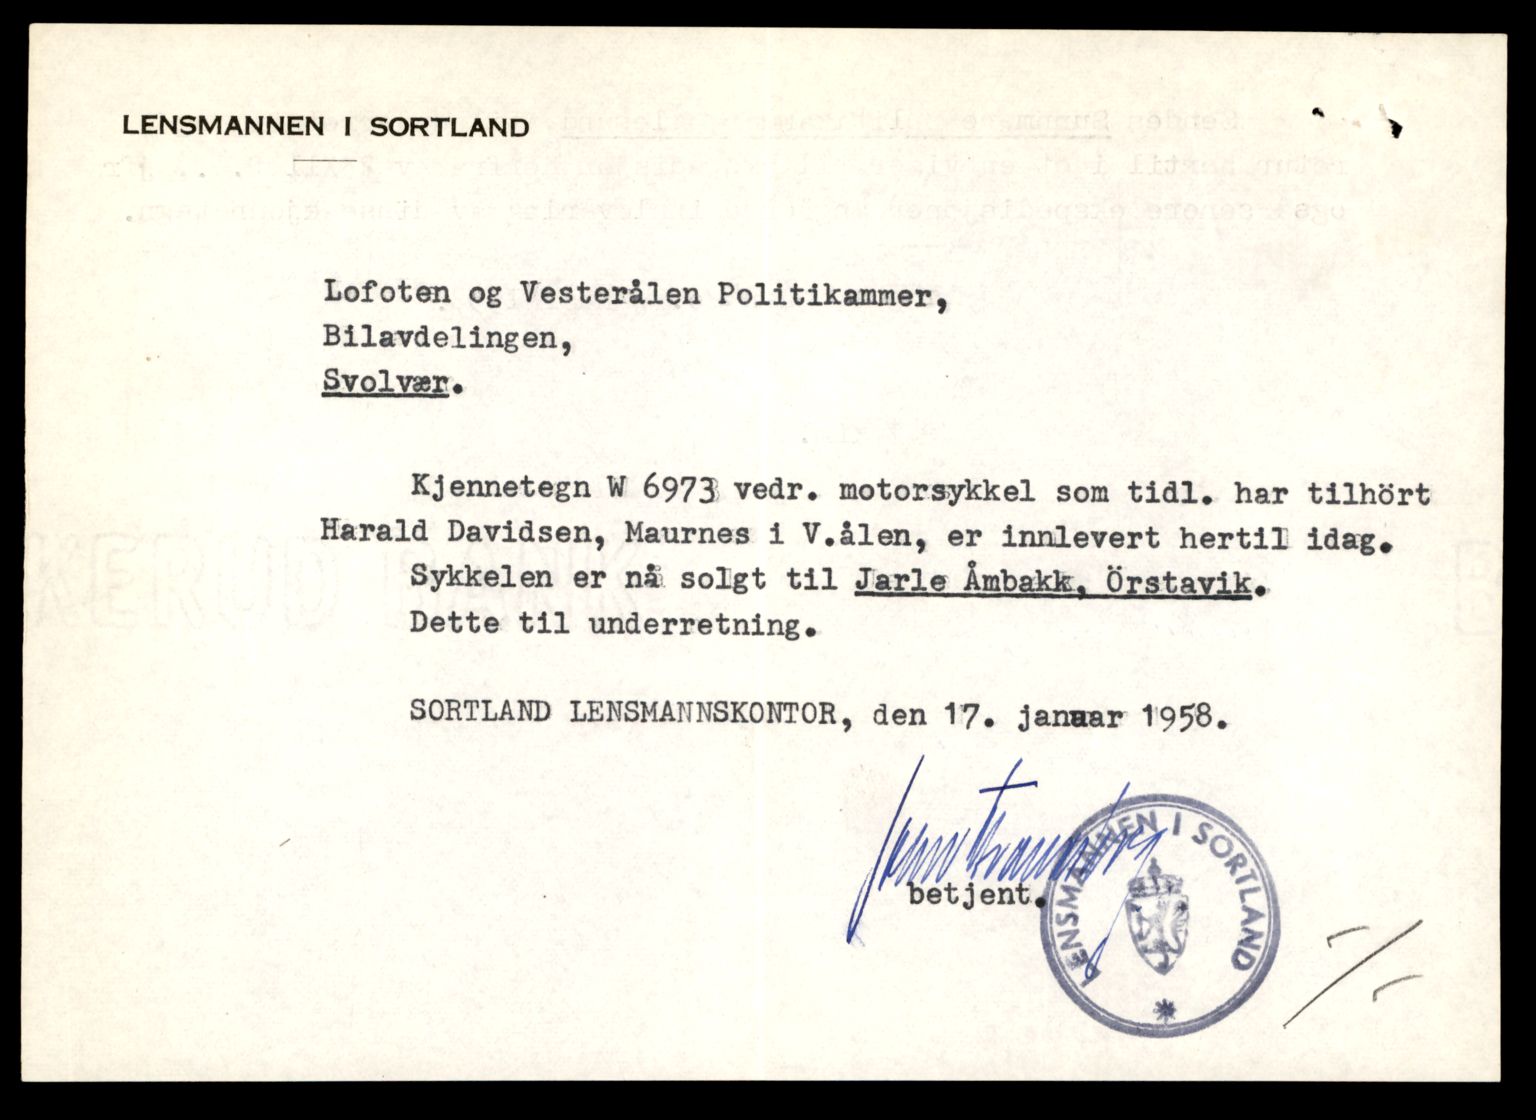 LENSMANNEN I SORTLAND
Lofoten og Vesterålen Politikammer,
Bilavdelingen,
Svolvær.
Kjennetegn W 6973 vedr. motorsykkel som tidl. har tilhört
Harald Davidsen, Maurnes i V.ålen, er innlevert hertil idag.
Sykkelen er nå solgt til Jarle Åmbakk, Örstavik.
Dette til underretning.
SORTLAND LENSMANNSKONTOR, den 17. januar 1958.
betjent.
LENSMANNEN I SORTLAND